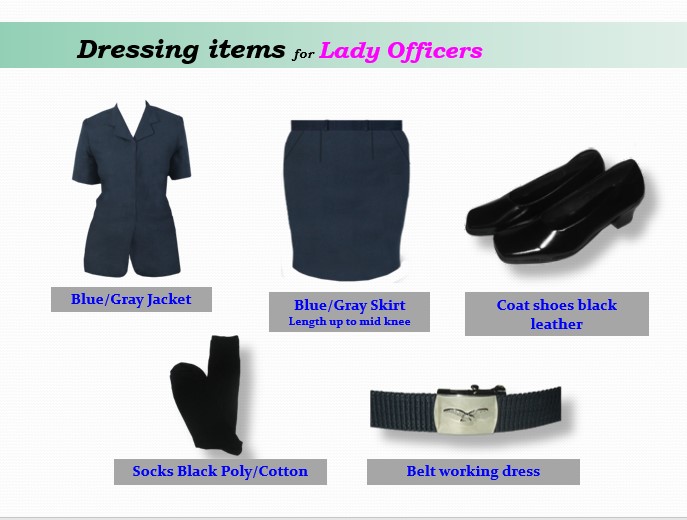 Dressing items for Lady Officers
Blue/Gray Jacket
Blue/Gray Skirt
Length up to mid knee
Coat shoes black
leather
Socks Black Poly/Cotton
Belt working dress